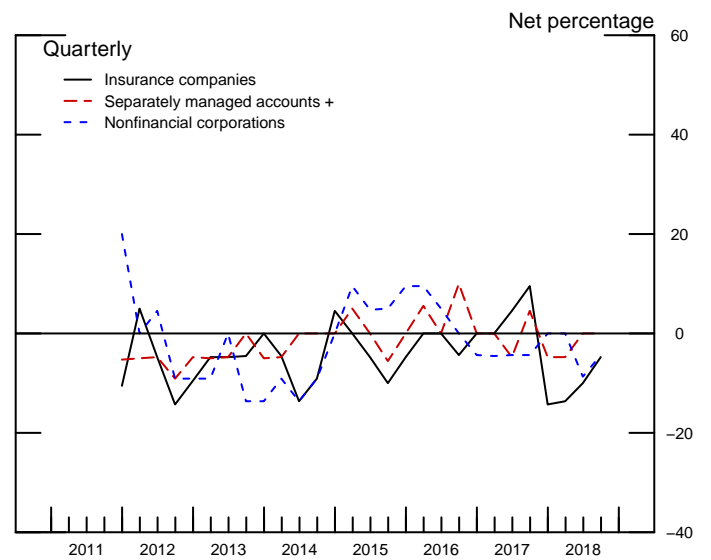 Net percentage
Quarterly
Insurance companies
Separately managed accounts +
Nonfinancial corporations
60
40
20
0
−20
−40
2011 2012 2013 2014 2015 2016 2017 2018